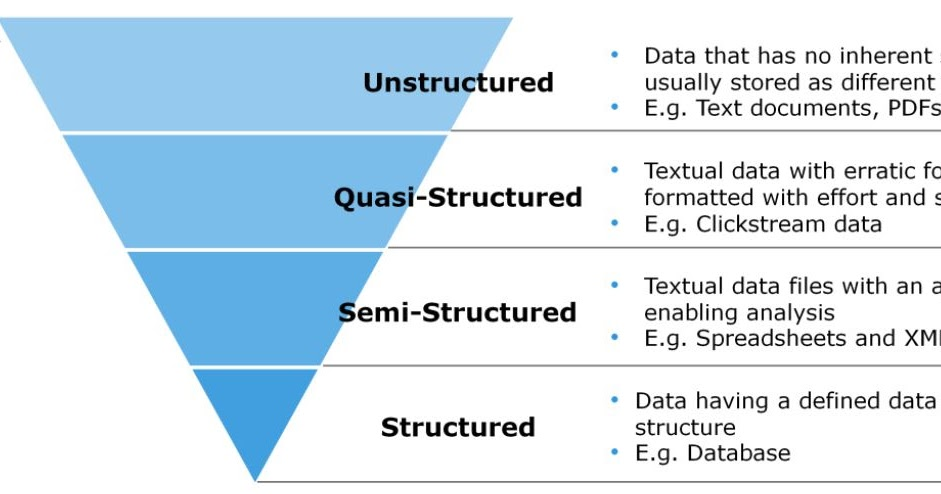 Unstructured
• Data that has no inherent
usually stored as different
• E.g. Text documents, PDFs
Quasi-Structured
• Textual data with erratic
formatted with effort and
• E.g. Clickstream data
Semi-Structured
• Textual data files with an
enabling analysis
• E.g. Spreadsheets and
Structured
• Data having a defined data
structure
• E.g. Database